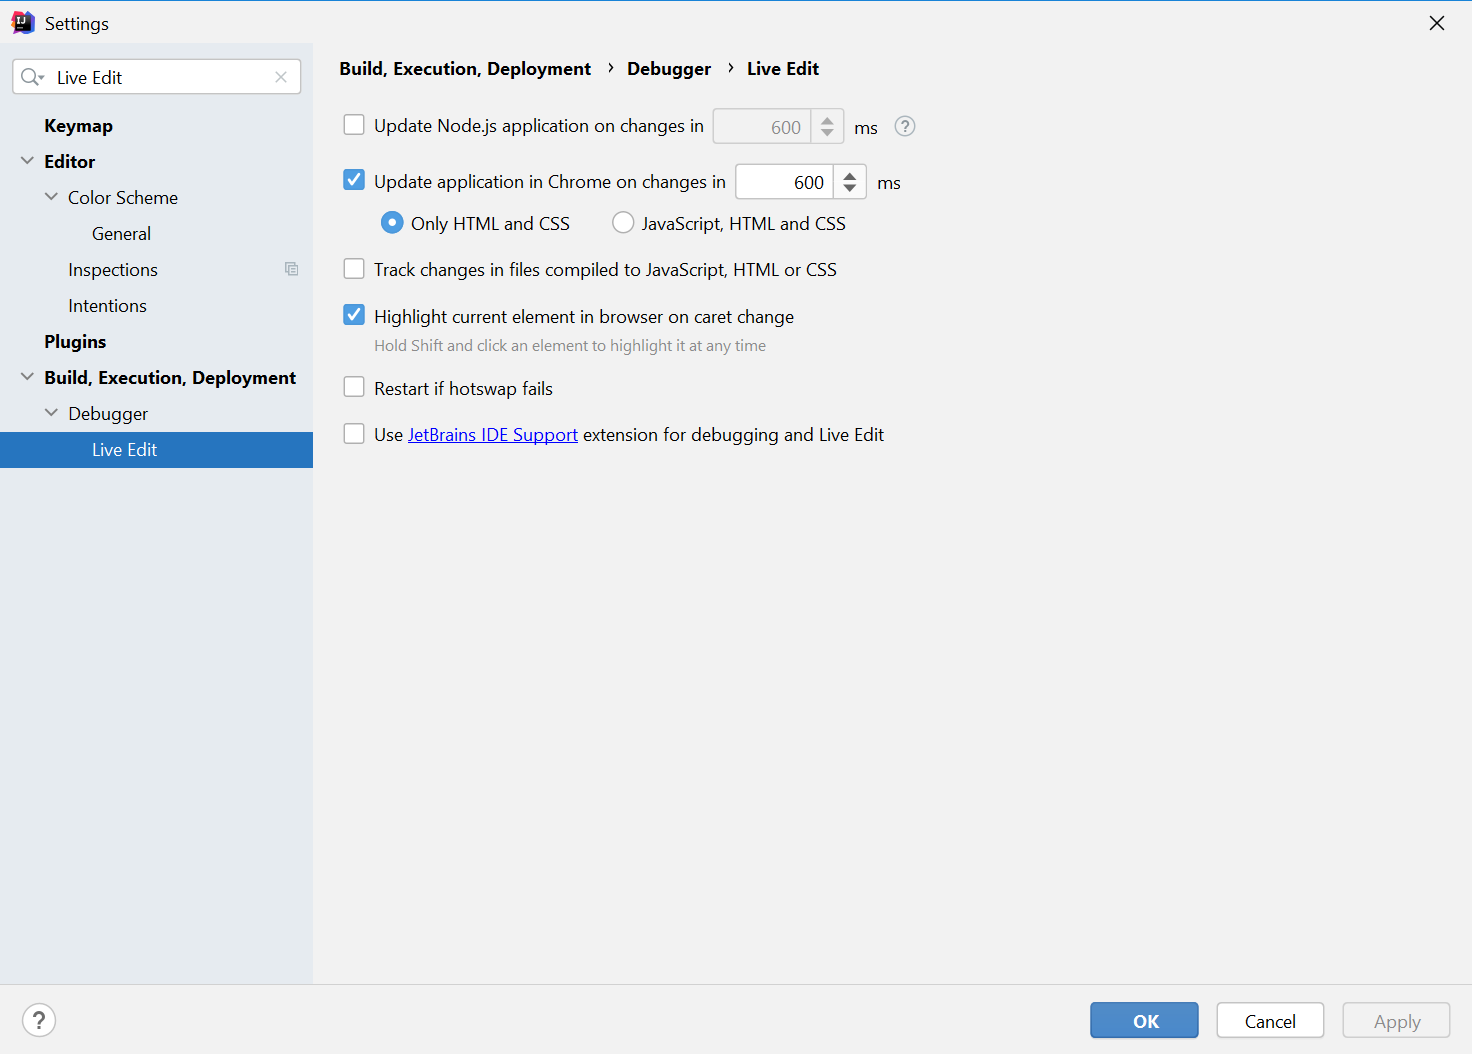 Settings
Live Edit
Keymap
Editor
Color Scheme
General
Inspections
Intentions
Plugins
Build, Execution, Deployment
Debugger
Live Edit
Build, Execution, Deployment › Debugger › Live Edit
Update Node.js application on changes in 600 ms ?
Update application in Chrome on changes in 600 ms
Only HTML and CSS JavaScript, HTML and CSS
Track changes in files compiled to JavaScript, HTML or CSS
Highlight current element in browser on caret change
Hold Shift and click an element to highlight it at any time
Restart if hotswap fails
Use JetBrains IDE Support extension for debugging and Live Edit
? OK Cancel Apply